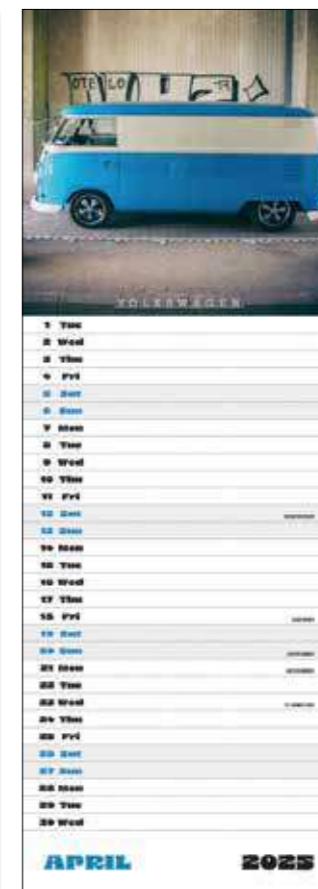 OTE LO
VOLKSWAGEN
1 Tue
2 Wed
3 Thu
4 Fri
5 Sat
6 Sun
7 Mon
8 Tue
9 Wed
10 Thu
11 Fri
12 Sat
13 Sun
14 Mon
15 Tue
16 Wed
17 Thu
18 Fri
19 Sat
20 Sun
21 Mon
22 Tue
23 Wed
24 Thu
25 Fri
26 Sat
27 Sun
28 Mon
29 Tue
30 Wed
APRIL 2025